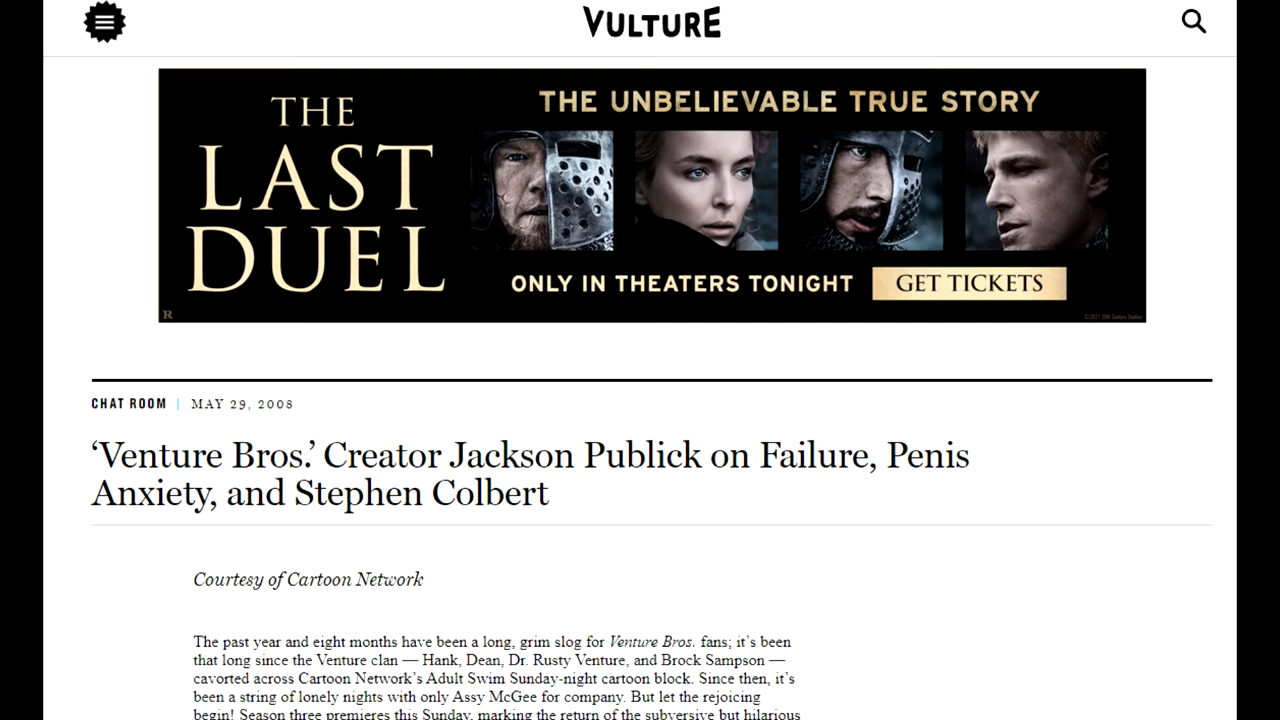 VULTURE
THE
LAST
DUEL
THE UNBELIEVABLE TRUE STORY
ONLY IN THEATERS TONIGHT
GET TICKETS
R
©2021 20th Century Studios
CHAT ROOM | MAY 29, 2008
‘Venture Bros.’ Creator Jackson Publick on Failure, Penis
Anxiety, and Stephen Colbert
Courtesy of Cartoon Network
The past year and eight months have been a long, grim slog for Venture Bros. fans; it’s been
that long since the Venture clan — Hank, Dean, Dr. Rusty Venture, and Brock Sampson —
cavorted across Cartoon Network’s Adult Swim Sunday-night cartoon block. Since then, it’s
been a string of lonely nights with only Assy McGee for company. But let the rejoicing
begin! Season three premieres this Sunday, marking the return of the subversive but hilarious